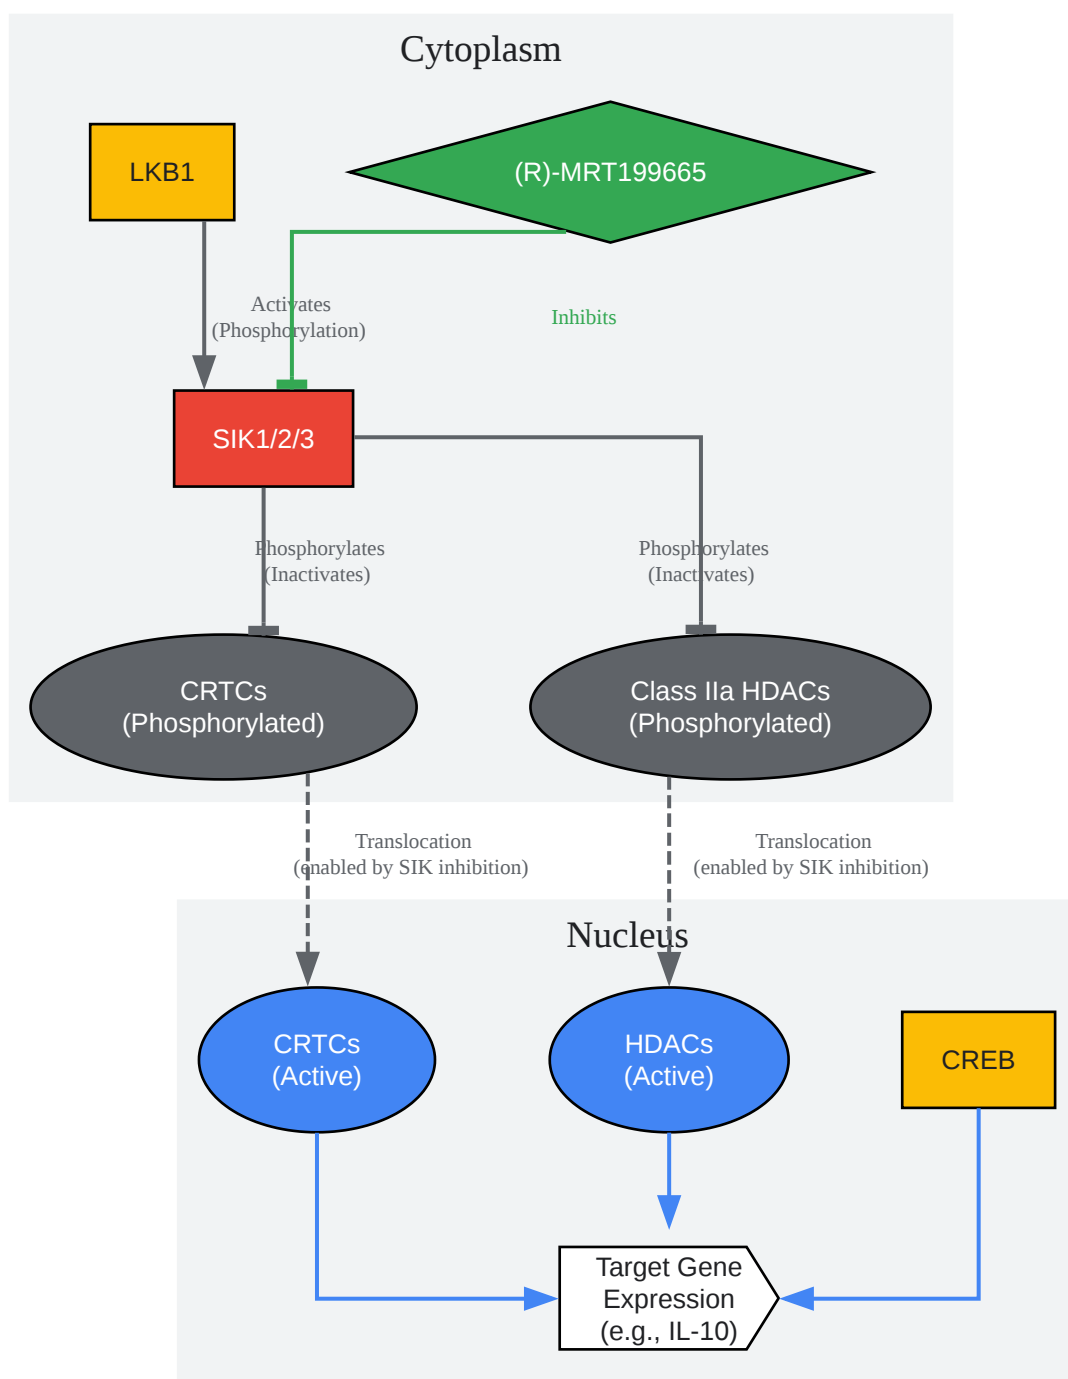 Cytoplasm
LKB1
(R)-MRT199665
Activates
(Phosphorylation)
Inhibits
SIK1/2/3
Phosphorylates
(Inactivates)
Phosphorylates
(Inactivates)
CRTCs
(Phosphorylated)
Class IIa HDACs
(Phosphorylated)
Translocation
(enabled by SIK inhibition)
Translocation
(enabled by SIK inhibition)
Nucleus
CRTCs
(Active)
HDACs
(Active)
CREB
Target Gene
Expression
(e.g., IL-10)